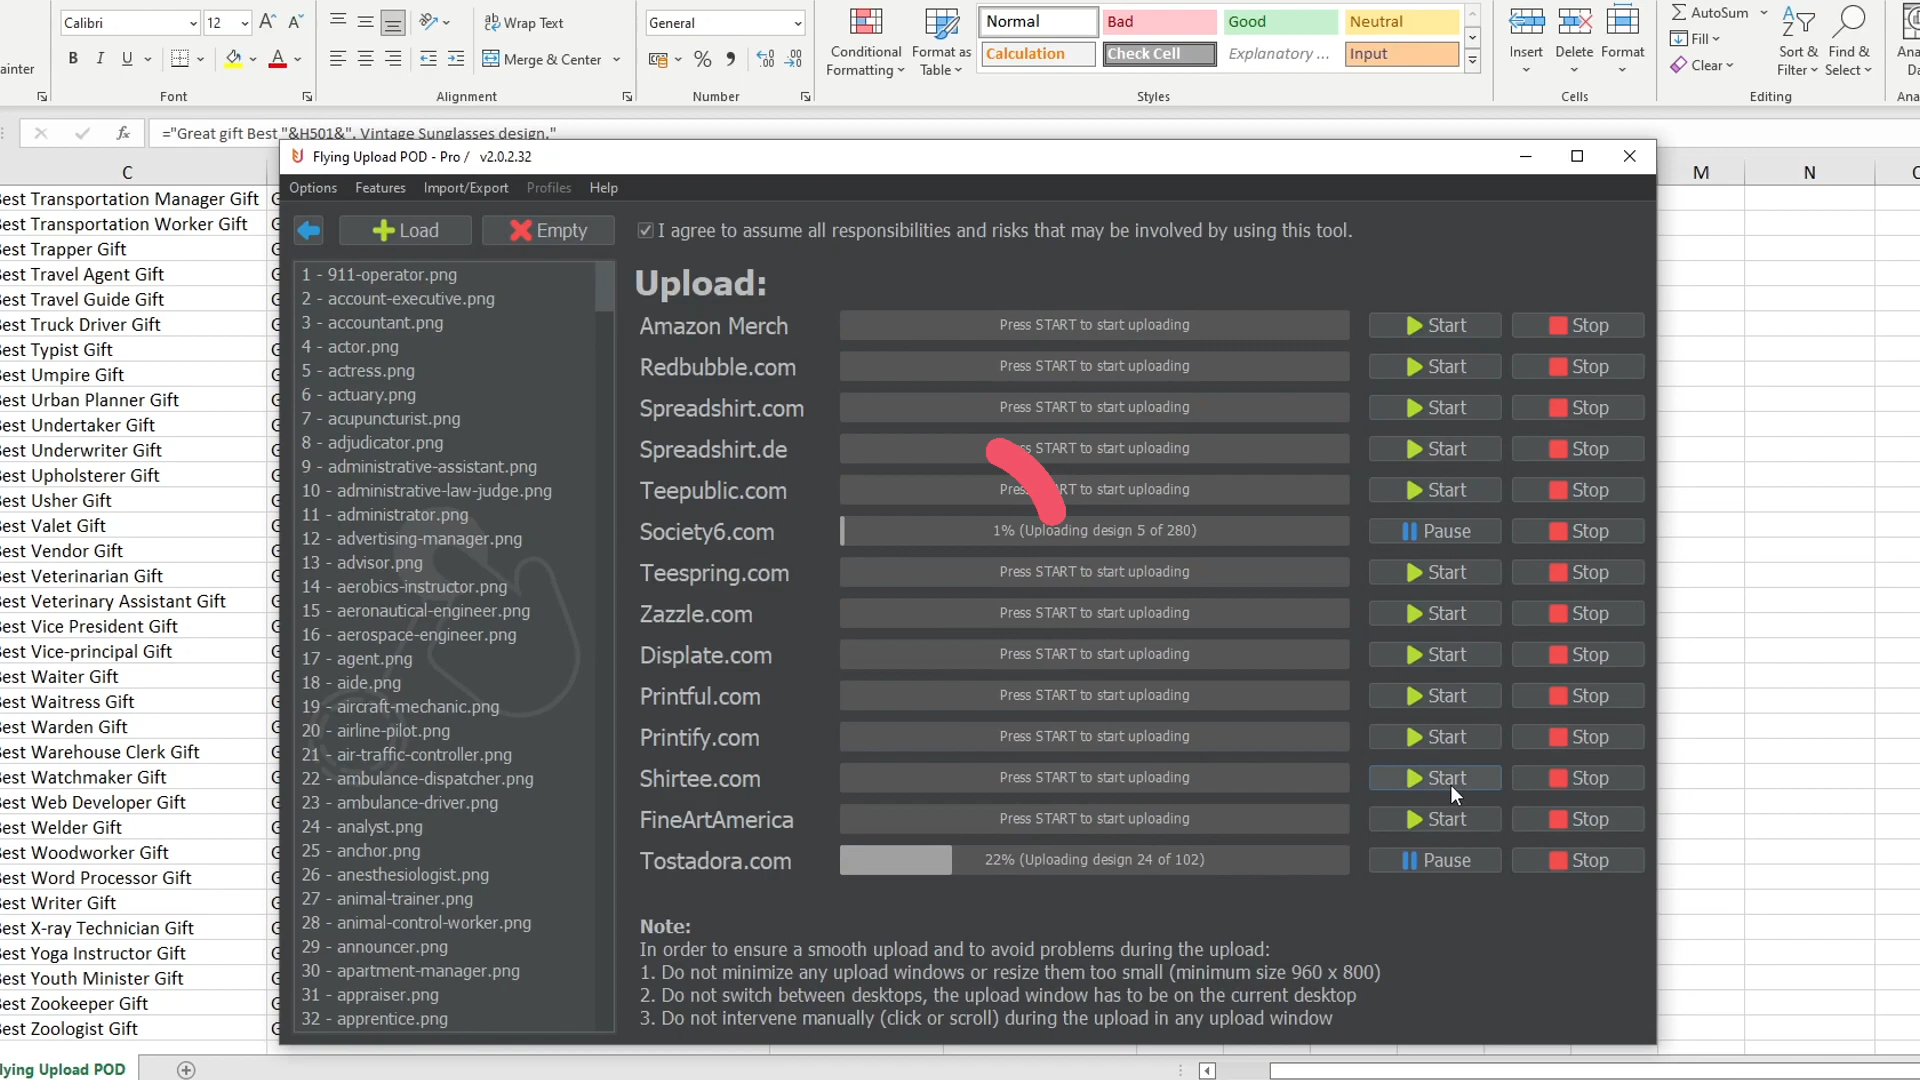 Calibri 12 Wrap Text General Normal Bad Good Neutral AutoSum
ainter B I U Merge & Center % Conditional Formatting Format as Table Calculation Check Cell Explanatory ... Input Insert Delete Format Fill Clear Sort & Filter Find & Select
Font Alignment Number Styles Cells Editing
fx ="Great gift Best "&H501&", Vintage Sunglasses design."
C M N
Flying Upload POD - Pro / v2.0.2.32
Options Features Import/Export Profiles Help
Load Empty I agree to assume all responsibilities and risks that may be involved by using this tool.
est Transportation Manager Gift
est Transportation Worker Gift
est Trapper Gift
est Travel Agent Gift
est Travel Guide Gift
est Truck Driver Gift
est Typist Gift
est Umpire Gift
est Urban Planner Gift
est Undertaker Gift
est Underwriter Gift
est Upholsterer Gift
est Usher Gift
est Valet Gift
est Vendor Gift
est Veterinarian Gift
est Veterinary Assistant Gift
est Vice President Gift
est Vice-principal Gift
est Waiter Gift
est Waitress Gift
est Warden Gift
est Warehouse Clerk Gift
est Watchmaker Gift
est Web Developer Gift
est Welder Gift
est Woodworker Gift
est Word Processor Gift
est Writer Gift
est X-ray Technician Gift
est Yoga Instructor Gift
est Youth Minister Gift
est Zookeeper Gift
est Zoologist Gift
1 - 911-operator.png
2 - account-executive.png
3 - accountant.png
4 - actor.png
5 - actress.png
6 - actuary.png
7 - acupuncturist.png
8 - adjudicator.png
9 - administrative-assistant.png
10 - administrative-law-judge.png
11 - administrator.png
12 - advertising-manager.png
13 - advisor.png
14 - aerobics-instructor.png
15 - aeronautical-engineer.png
16 - aerospace-engineer.png
17 - agent.png
18 - aide.png
19 - aircraft-mechanic.png
20 - airline-pilot.png
21 - air-traffic-controller.png
22 - ambulance-dispatcher.png
23 - ambulance-driver.png
24 - analyst.png
25 - anchor.png
26 - anesthesiologist.png
27 - animal-trainer.png
28 - animal-control-worker.png
29 - announcer.png
30 - apartment-manager.png
31 - appraiser.png
32 - apprentice.png
Upload:
Amazon Merch Press START to start uploading Start Stop
Redbubble.com Press START to start uploading Start Stop
Spreadshirt.com Press START to start uploading Start Stop
Spreadshirt.de START to start uploading Start Stop
Teepublic.com to start uploading Start Stop
Society6.com 1% (Uploading design 5 of 280) Pause Stop
Teespring.com Press START to start uploading Start Stop
Zazzle.com Press START to start uploading Start Stop
Displate.com Press START to start uploading Start Stop
Printful.com Press START to start uploading Start Stop
Printify.com Press START to start uploading Start Stop
Shirtee.com Press START to start uploading Start Stop
FineArtAmerica Press START to start uploading Start Stop
Tostadora.com 22% (Uploading design 24 of 102) Pause Stop
Note:
In order to ensure a smooth upload and to avoid problems during the upload:
1. Do not minimize any upload windows or resize them too small (minimum size 960 x 800)
2. Do not switch between desktops, the upload window has to be on the current desktop
3. Do not intervene manually (click or scroll) during the upload in any upload window
lying Upload POD